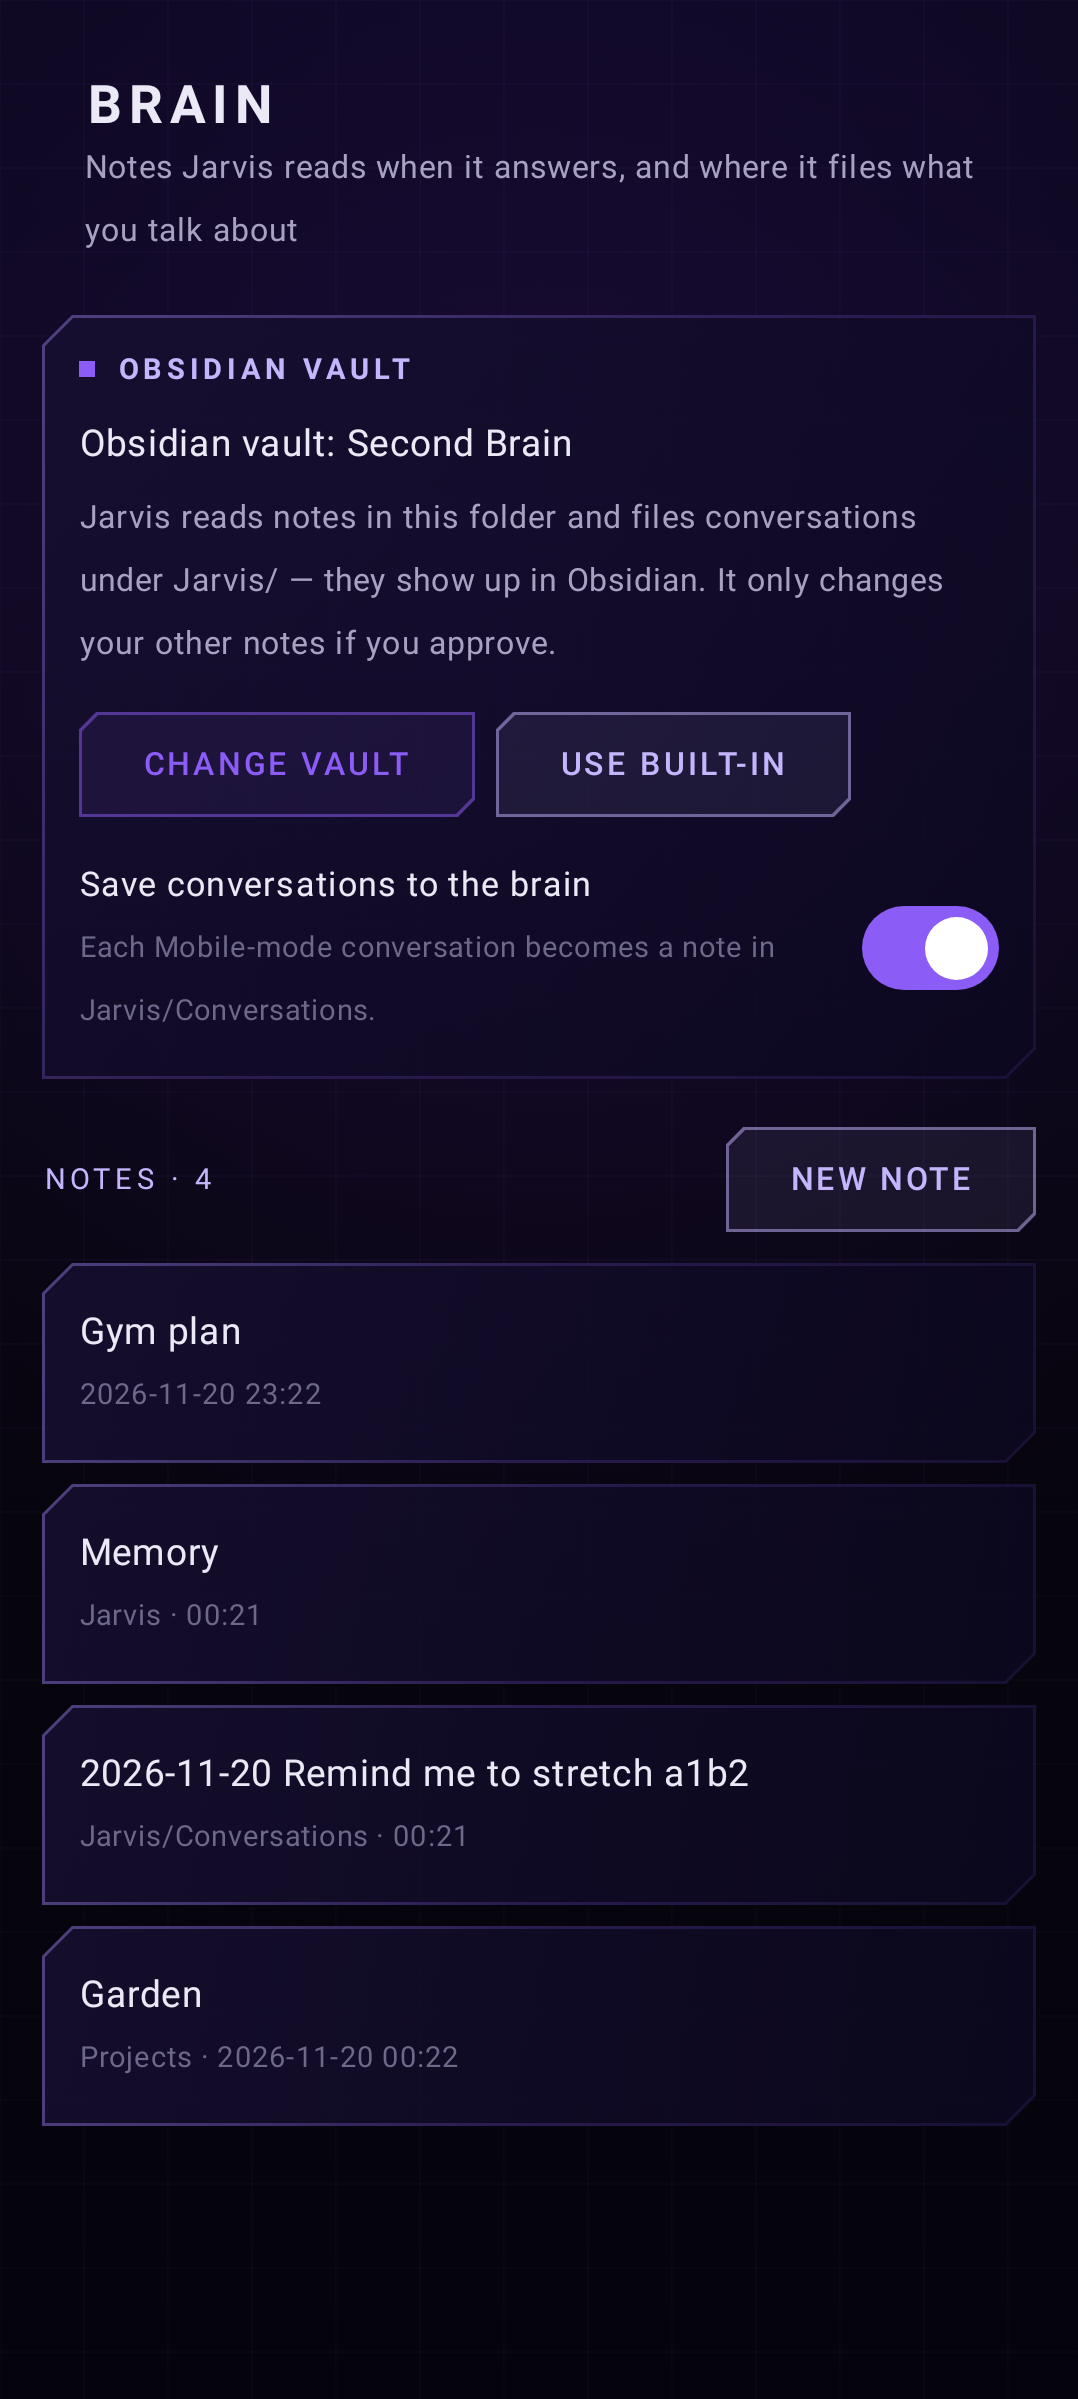 BRAIN
Notes Jarvis reads when it answers, and where it files what
you talk about
OBSIDIAN VAULT
Obsidian vault: Second Brain
Jarvis reads notes in this folder and files conversations
under Jarvis/ — they show up in Obsidian. It only changes
your other notes if you approve.
CHANGE VAULT
USE BUILT-IN
Save conversations to the brain
Each Mobile-mode conversation becomes a note in
Jarvis/Conversations.
NOTES · 4
NEW NOTE
Gym plan
2026-11-20 23:22
Memory
Jarvis · 00:21
2026-11-20 Remind me to stretch a1b2
Jarvis/Conversations · 00:21
Garden
Projects · 2026-11-20 00:22